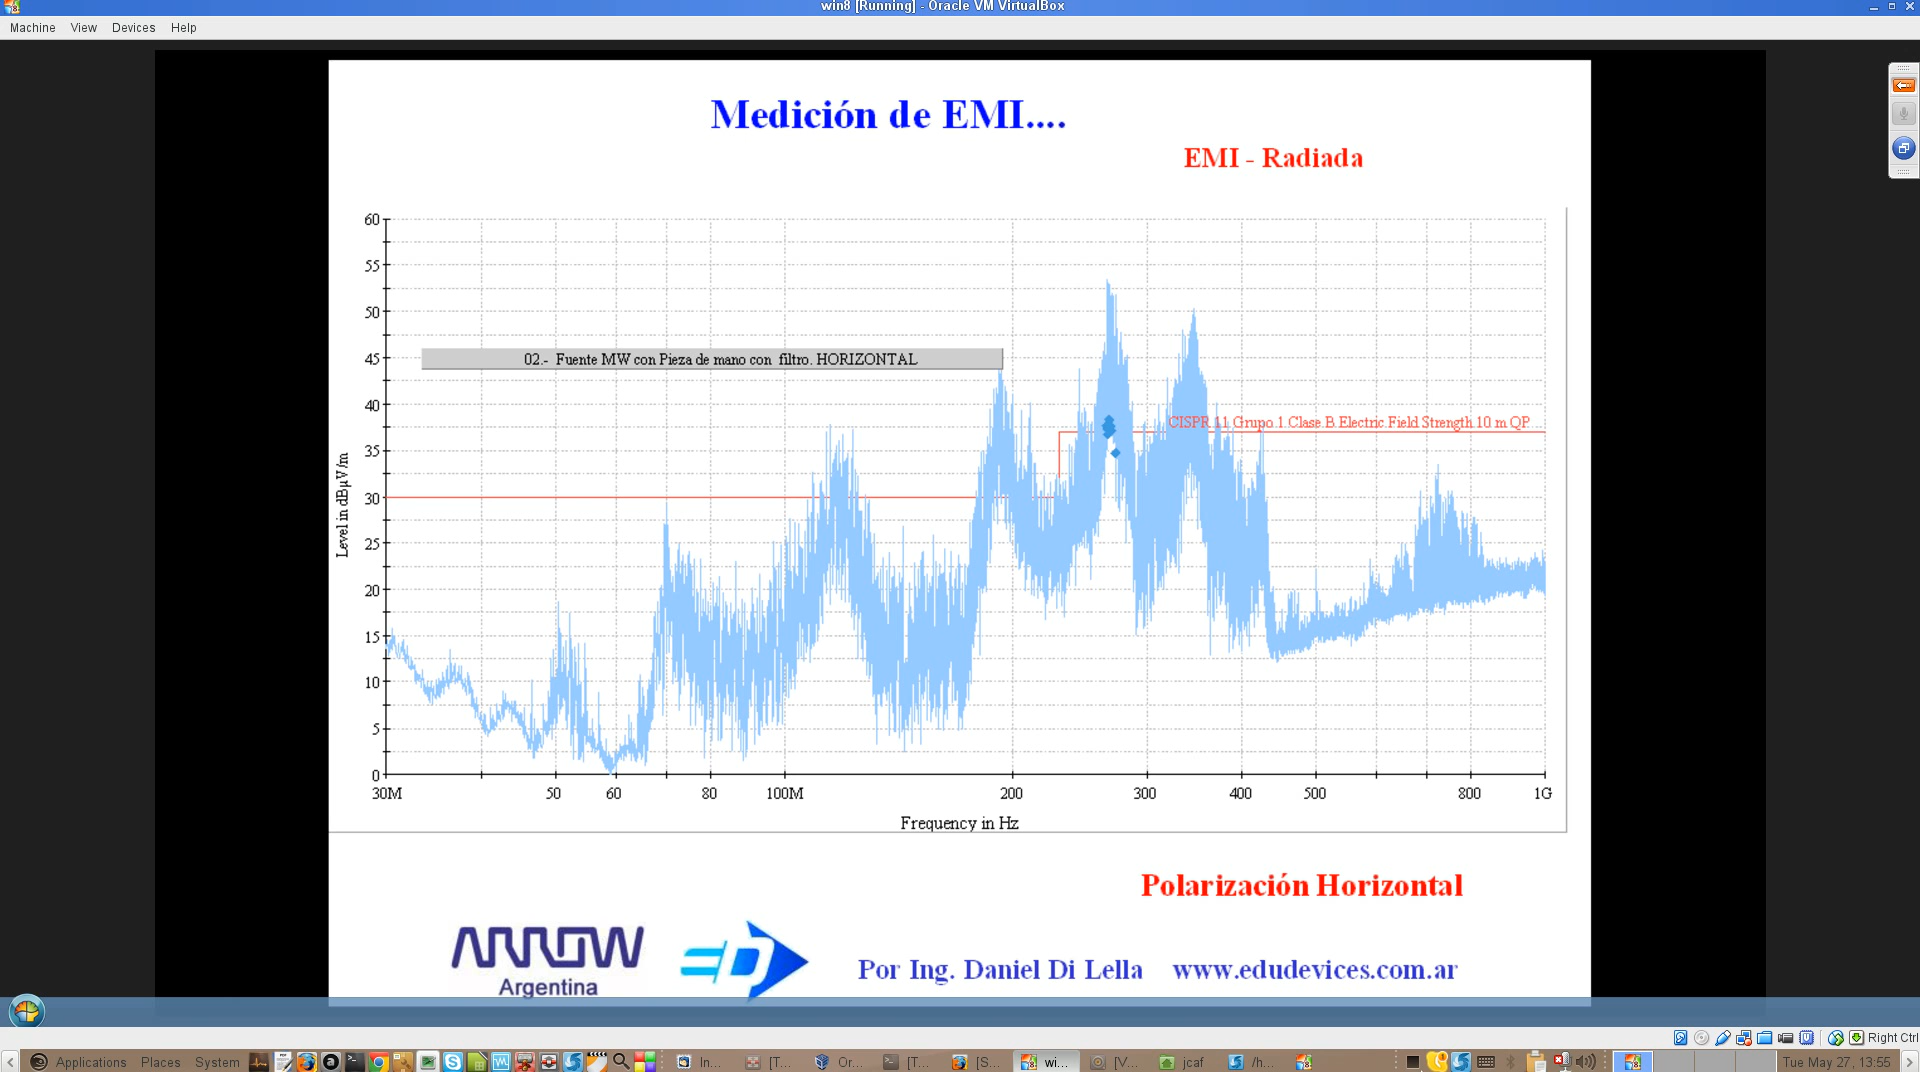 win8 [Running] - Oracle VM VirtualBox
Machine View Devices Help
Medición de EMI....
EMI - Radiada
60
55
50
45
40
35
30
25
20
15
10
5
0
Level in dBµV/m
02.- Fuente MW con Pieza de mano con filtro. HORIZONTAL
CISPR 11 Grupo 1 Clase B Electric Field Strength 10 m QP
30M 50 60 80 100M 200 300 400 500 800 1G
Frequency in Hz
Polarización Horizontal
ARROW
Argentina
Por Ing. Daniel Di Lella www.edudevices.com.ar
Right Ctrl
Applications Places System In... [T... Or... [T... [S... wi... [V... jcaf /h... Tue May 27, 13:55